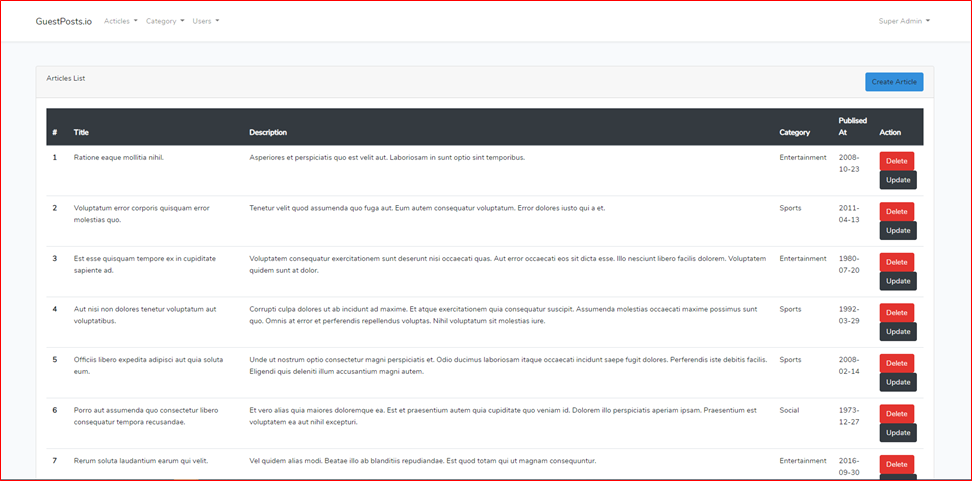 GuestPosts.io Acticles Category Users Super Admin
Articles List Create Article
# Title Description Category Publised At Action
1 Ratione eaque mollitia nihil. Asperiores et perspiciatis quo est velit aut. Laboriosam in sunt optio sint temporibus. Entertainment 2008-
10-23 Delete
Update
2 Voluptatum error corporis quisquam error Tenetur velit quod assumenda quo fuga aut. Eum autem consequatur voluptatum. Error dolores iusto qui a et. Sports 2011-
molestias quo. 04-13 Delete
Update
3 Est esse quisquam tempore ex in cupiditate Voluptatem consequatur exercitationem sunt deserunt nisi occaecati quas. Aut error occaecati eos sit dicta esse. Illo nesciunt libero facilis dolorem. Voluptatem Entertainment 1980-
sapiente ad. quidem sunt at dolor. 07-20 Delete
Update
4 Aut nisi non dolores tenetur voluptatum aut Corrupti culpa dolores ut ab incidunt ad maxime. Et atque exercitationem quia consequatur suscipit. Assumenda molestias occaecati maxime possimus sunt Sports 1992-
voluptatibus. quo. Omnis at error et perferendis repellendus voluptas. Nihil voluptatum sit molestias iure. 03-29 Delete
Update
5 Officiis libero expedita adipisci aut quia soluta Unde ut nostrum optio consectetur magni perspiciatis et. Odio ducimus laboriosam itaque occaecati incidunt saepe fugit dolores. Perferendis iste debitis facilis. Sports 2008-
eum. Eligendi quis deleniti illum accusantium magni autem. 02-14 Delete
Update
6 Porro aut assumenda quo consectetur libero Et vero alias quia maiores doloremque ea. Est et praesentium autem quia cupiditate quo veniam id. Dolorem illo perspiciatis aperiam ipsam. Praesentium est Social 1973-
consequatur tempora recusandae. voluptatem ea aut nihil excepturi. 12-27 Delete
Update
7 Rerum soluta laudantium earum qui velit. Vel quidem alias modi. Beatae illo ab blanditiis repudiandae. Est quod totam qui ut magnam consequuntur. Entertainment 2016-
09-30 Delete